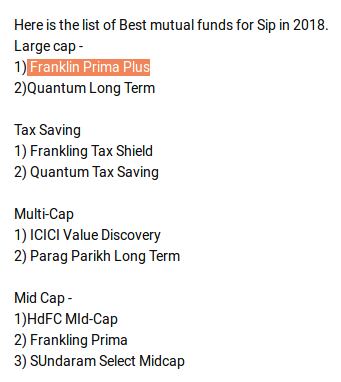 Here is the list of Best mutual funds for Sip in 2018.
Large cap -
1) Franklin Prima Plus
2)Quantum Long Term
Tax Saving
1) Frankling Tax Shield
2) Quantum Tax Saving
Multi-Cap
1) ICICI Value Discovery
2) Parag Parikh Long Term
Mid Cap -
1)HdFC MId-Cap
2) Frankling Prima
3) SUndaram Select Midcap